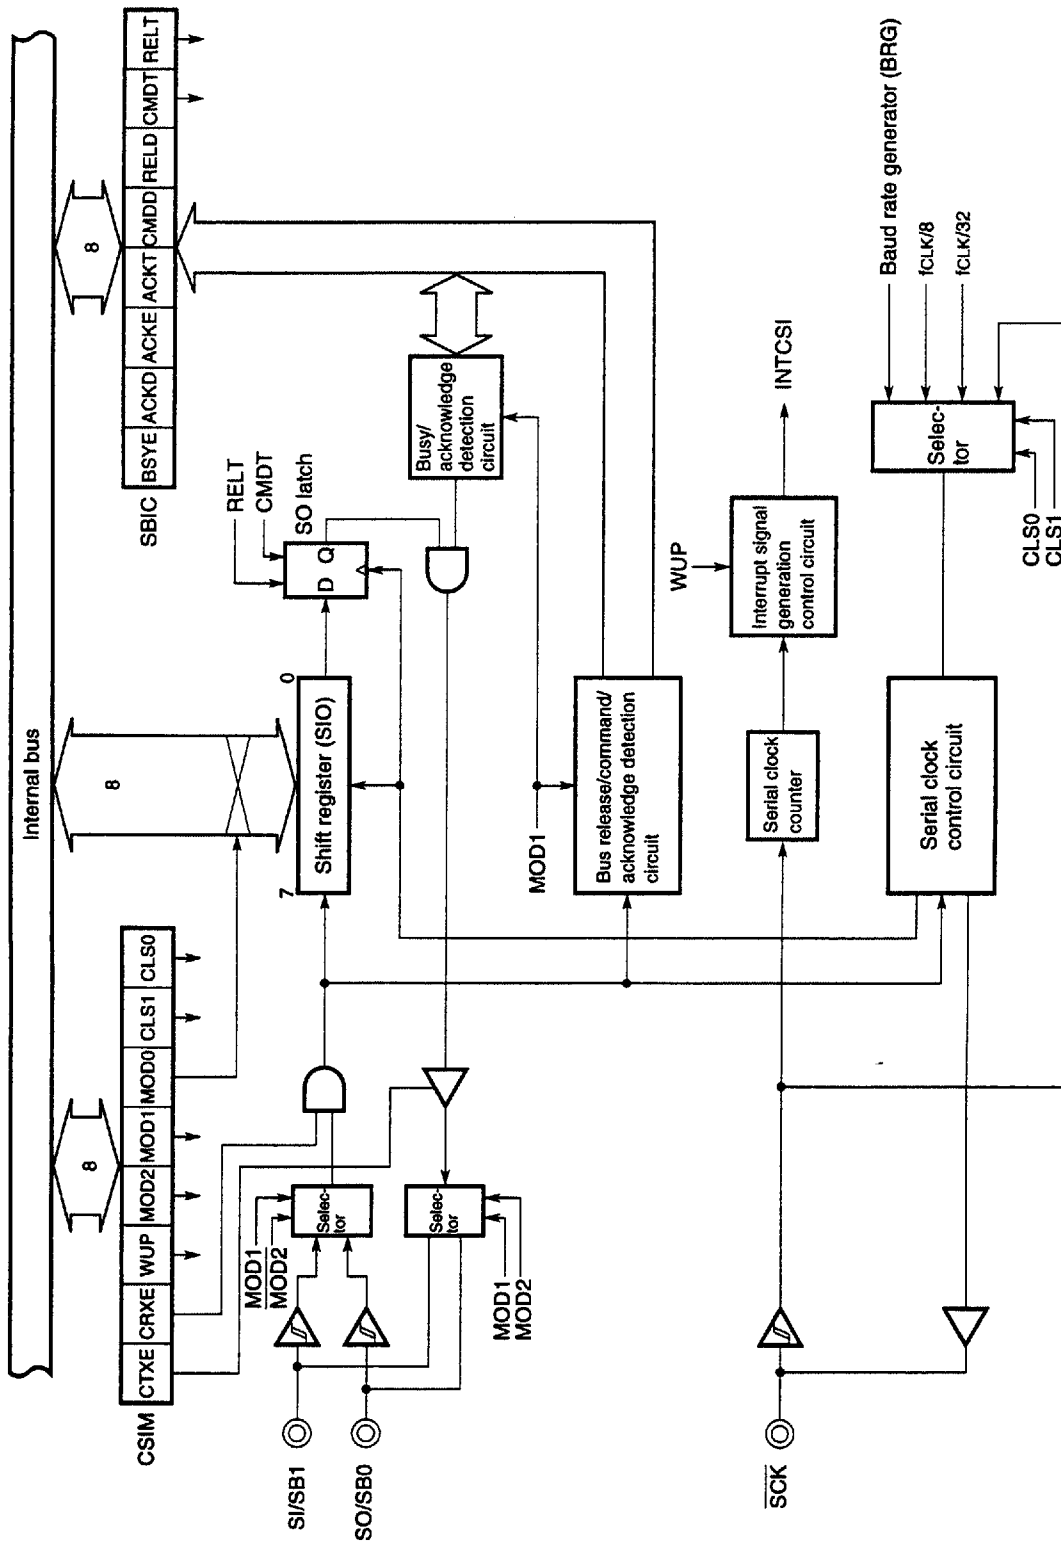 Internal bus
8
8
8
CSIM
CTXE
CRXE
WUP
MOD2
MOD1
MOD0
CLS1
CLS0
SBIC
BSYE
ACKD
ACKE
ACKT
CMDD
RELD
CMDT
RELT
RELT
CMDT
SO latch
D
Q
7
0
Shift register (SIO)
MOD1
MOD2
Selec-
tor
SI/SB1
SO/SB0
Selec-
tor
MOD1
MOD2
Busy/
acknowledge
detection
circuit
MOD1
Bus release/command/
acknowledge detection
circuit
WUP
Serial clock
counter
Interrupt signal
generation
control circuit
INTCSI
SCK
Serial clock
control circuit
Selec-
tor
Baud rate generator (BRG)
fCLK/8
fCLK/32
CLS0
CLS1